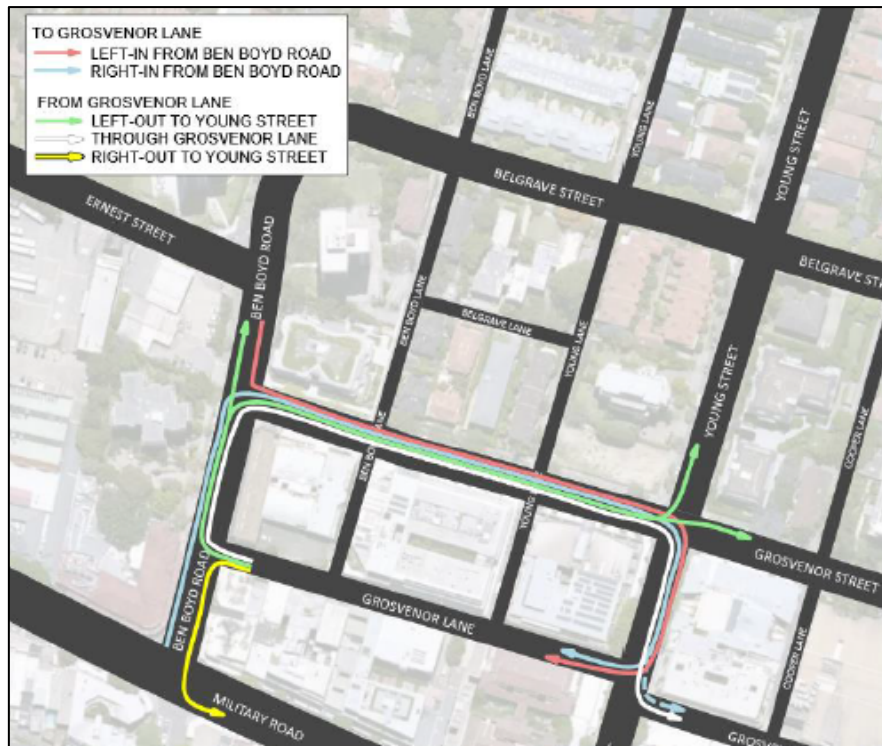 TO GROSVENOR LANE
LEFT-IN FROM BEN BOYD ROAD
RIGHT-IN FROM BEN BOYD ROAD
FROM GROSVENOR LANE
LEFT-OUT TO YOUNG STREET
THROUGH GROSVENOR LANE
RIGHT-OUT TO YOUNG STREET
BEN BOYD LANE
YOUNG LANE
YOUNG STREET
BELGRAVE STREET
ERNEST STREET
BEN BOYD ROAD
BELGRAVE ST
BEN BOYD LANE
BELGRAVE LANE
YOUNG LANE
YOUNG STREET
COOPER LANE
BEN BO LANE
YOUNG
GROSVENOR STREET
BEN BOYD ROAD
GROSVENOR LANE
COOPER LANE
MILITARY ROAD
GROSV